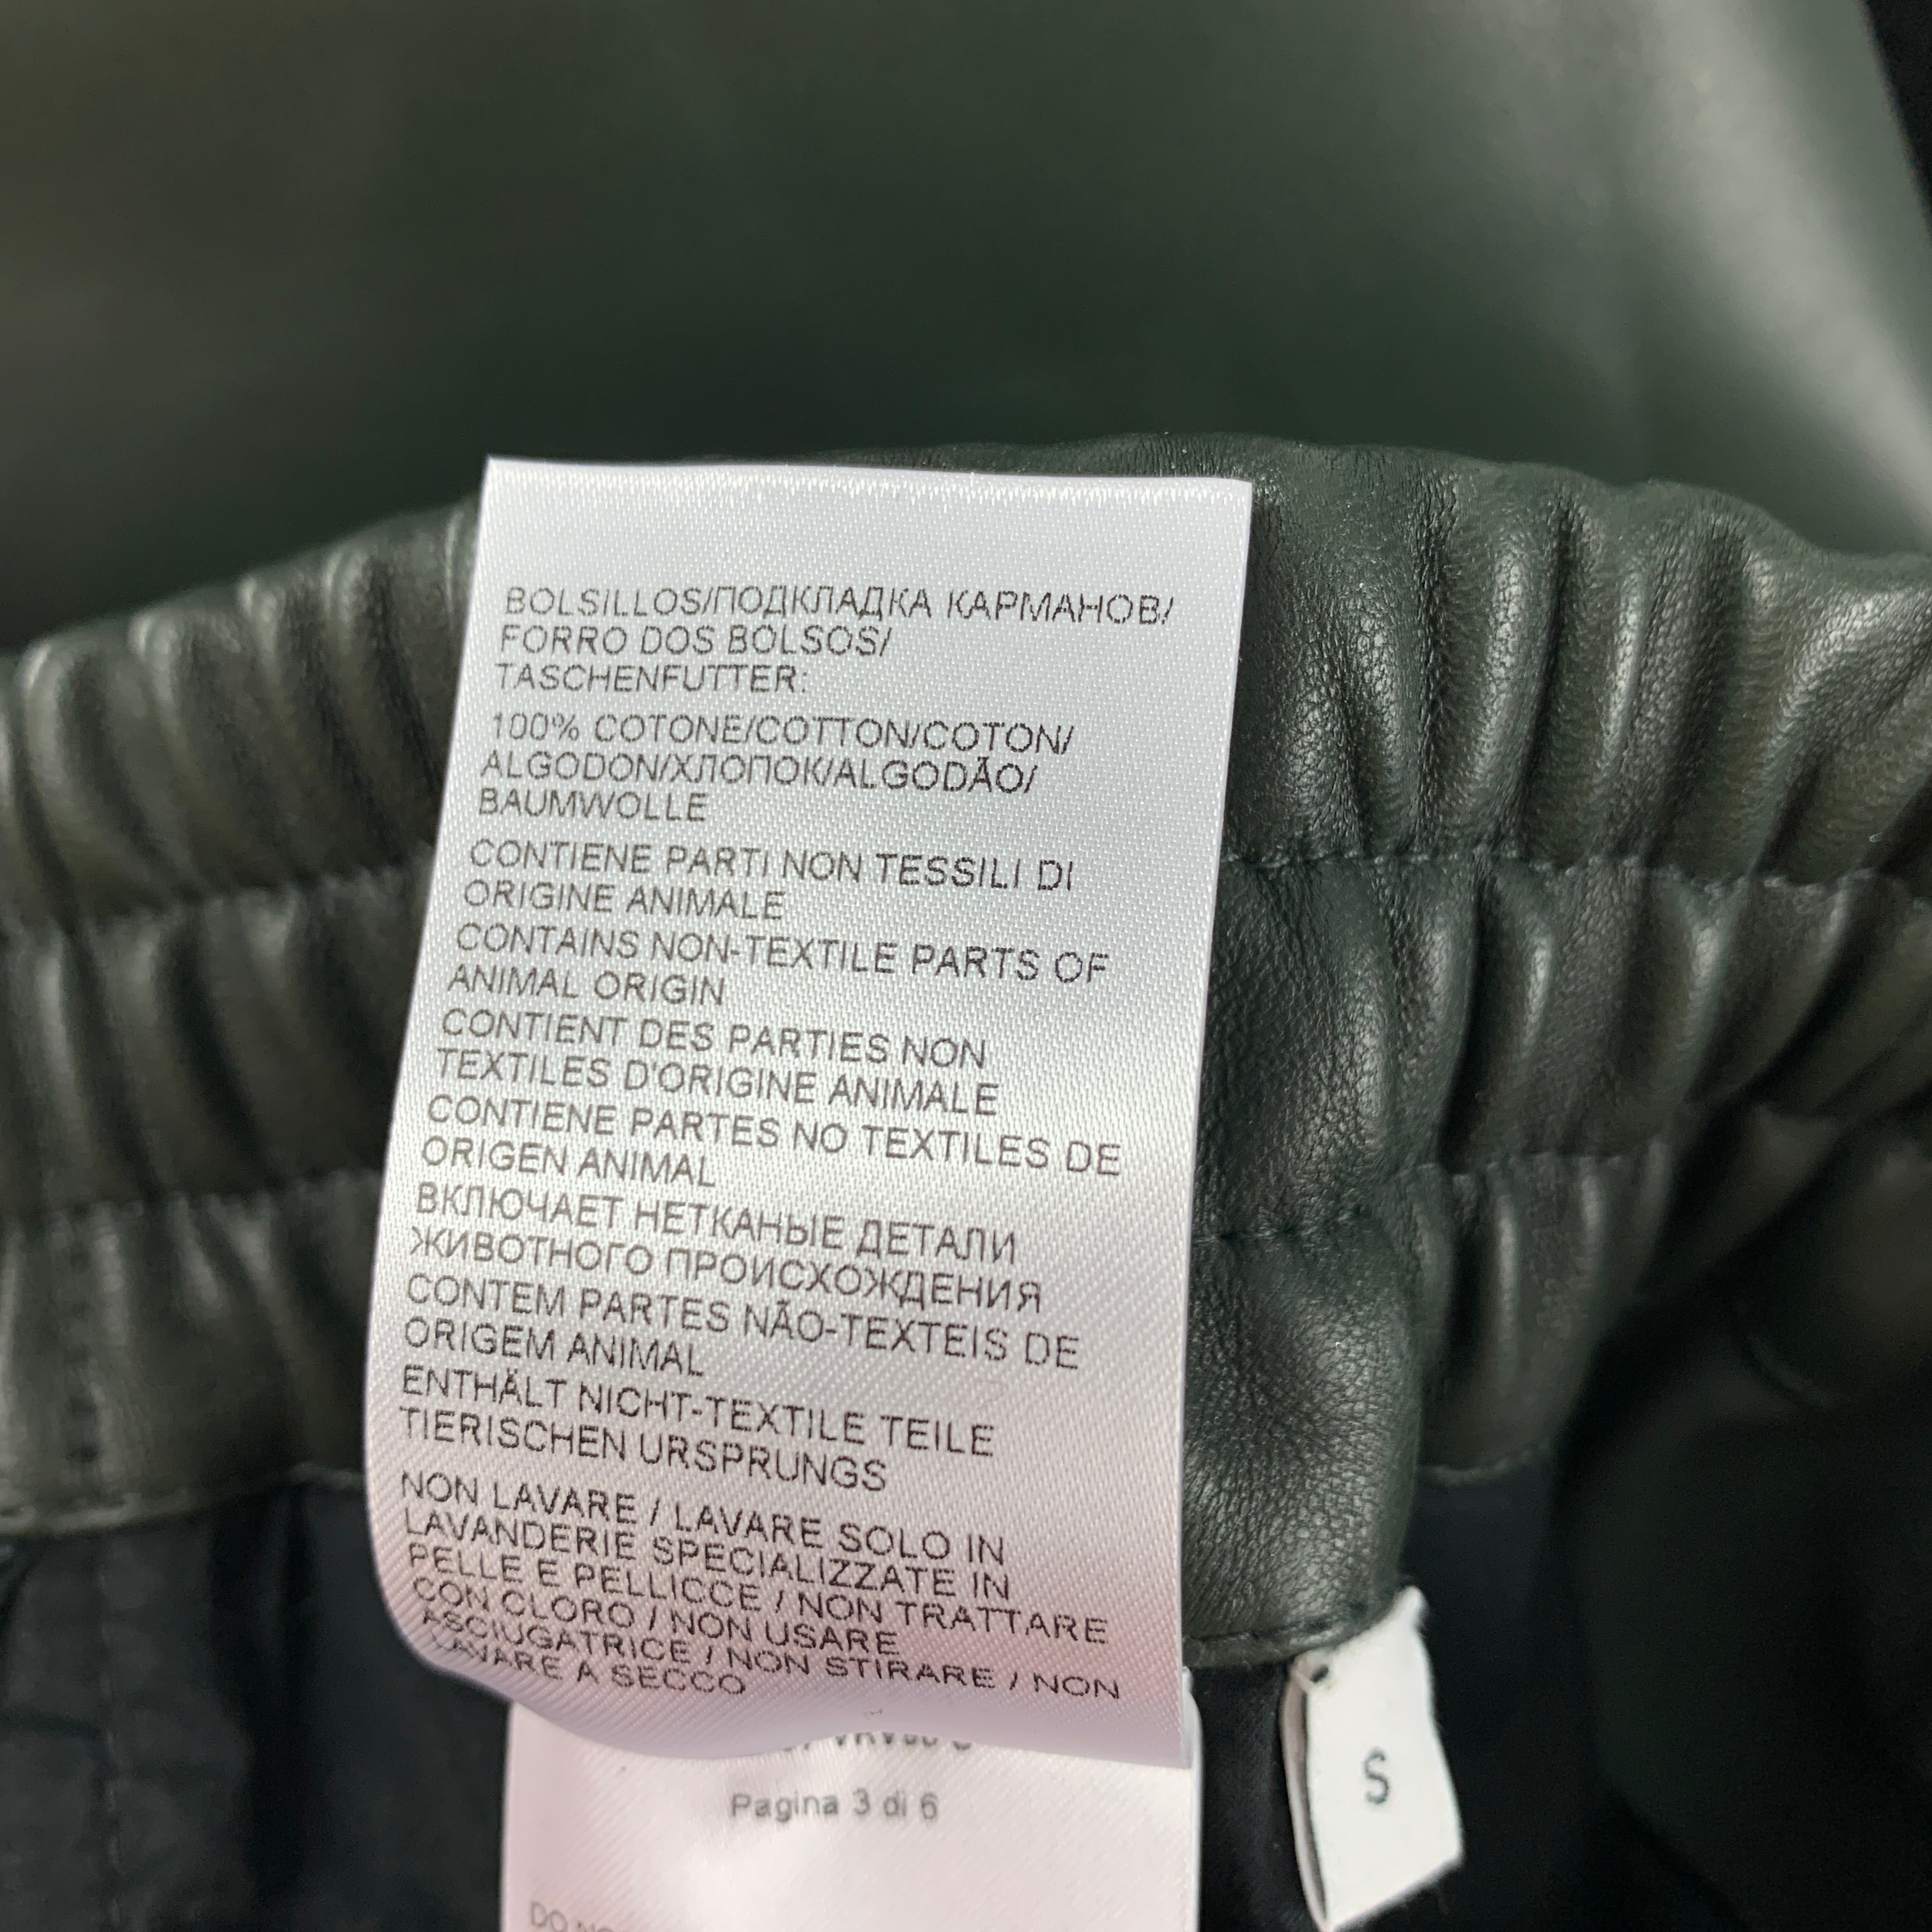 BOLSILLOS/ПОДКЛАДКА КАРМАНОВ/
FORRO DOS BOLSOS/
TASCHENFUTTER:
100% COTONE/COTTON/COTON/
ALGODON/ХЛОПОК/ALGODÃO/
BAUMWOLLE
CONTIENE PARTI NON TESSILI DI
ORIGINE ANIMALE
CONTAINS NON-TEXTILE PARTS OF
ANIMAL ORIGIN
CONTIENT DES PARTIES NON
TEXTILES D'ORIGINE ANIMALE
CONTIENE PARTES NO TEXTILES DE
ORIGEN ANIMAL
ВКЛЮЧАЕТ НЕТКАНЫЕ ДЕТАЛИ
ЖИВОТНОГО ПРОИСХОЖДЕНИЯ
CONTEM PARTES NÃO-TEXTEIS DE
ORIGEM ANIMAL
ENTHÄLT NICHT-TEXTILE TEILE
TIERISCHEN URSPRUNGS
NON LAVARE / LAVARE SOLO IN
LAVANDERIE SPECIALIZZATE IN
PELLE E PELLICCE / NON TRATTARE
CON CLORO / NON USARE
ASCIUGATRICE / NON STIRARE / NON
LAVARE A SECCO
Pagina 3 di 6
DO
S